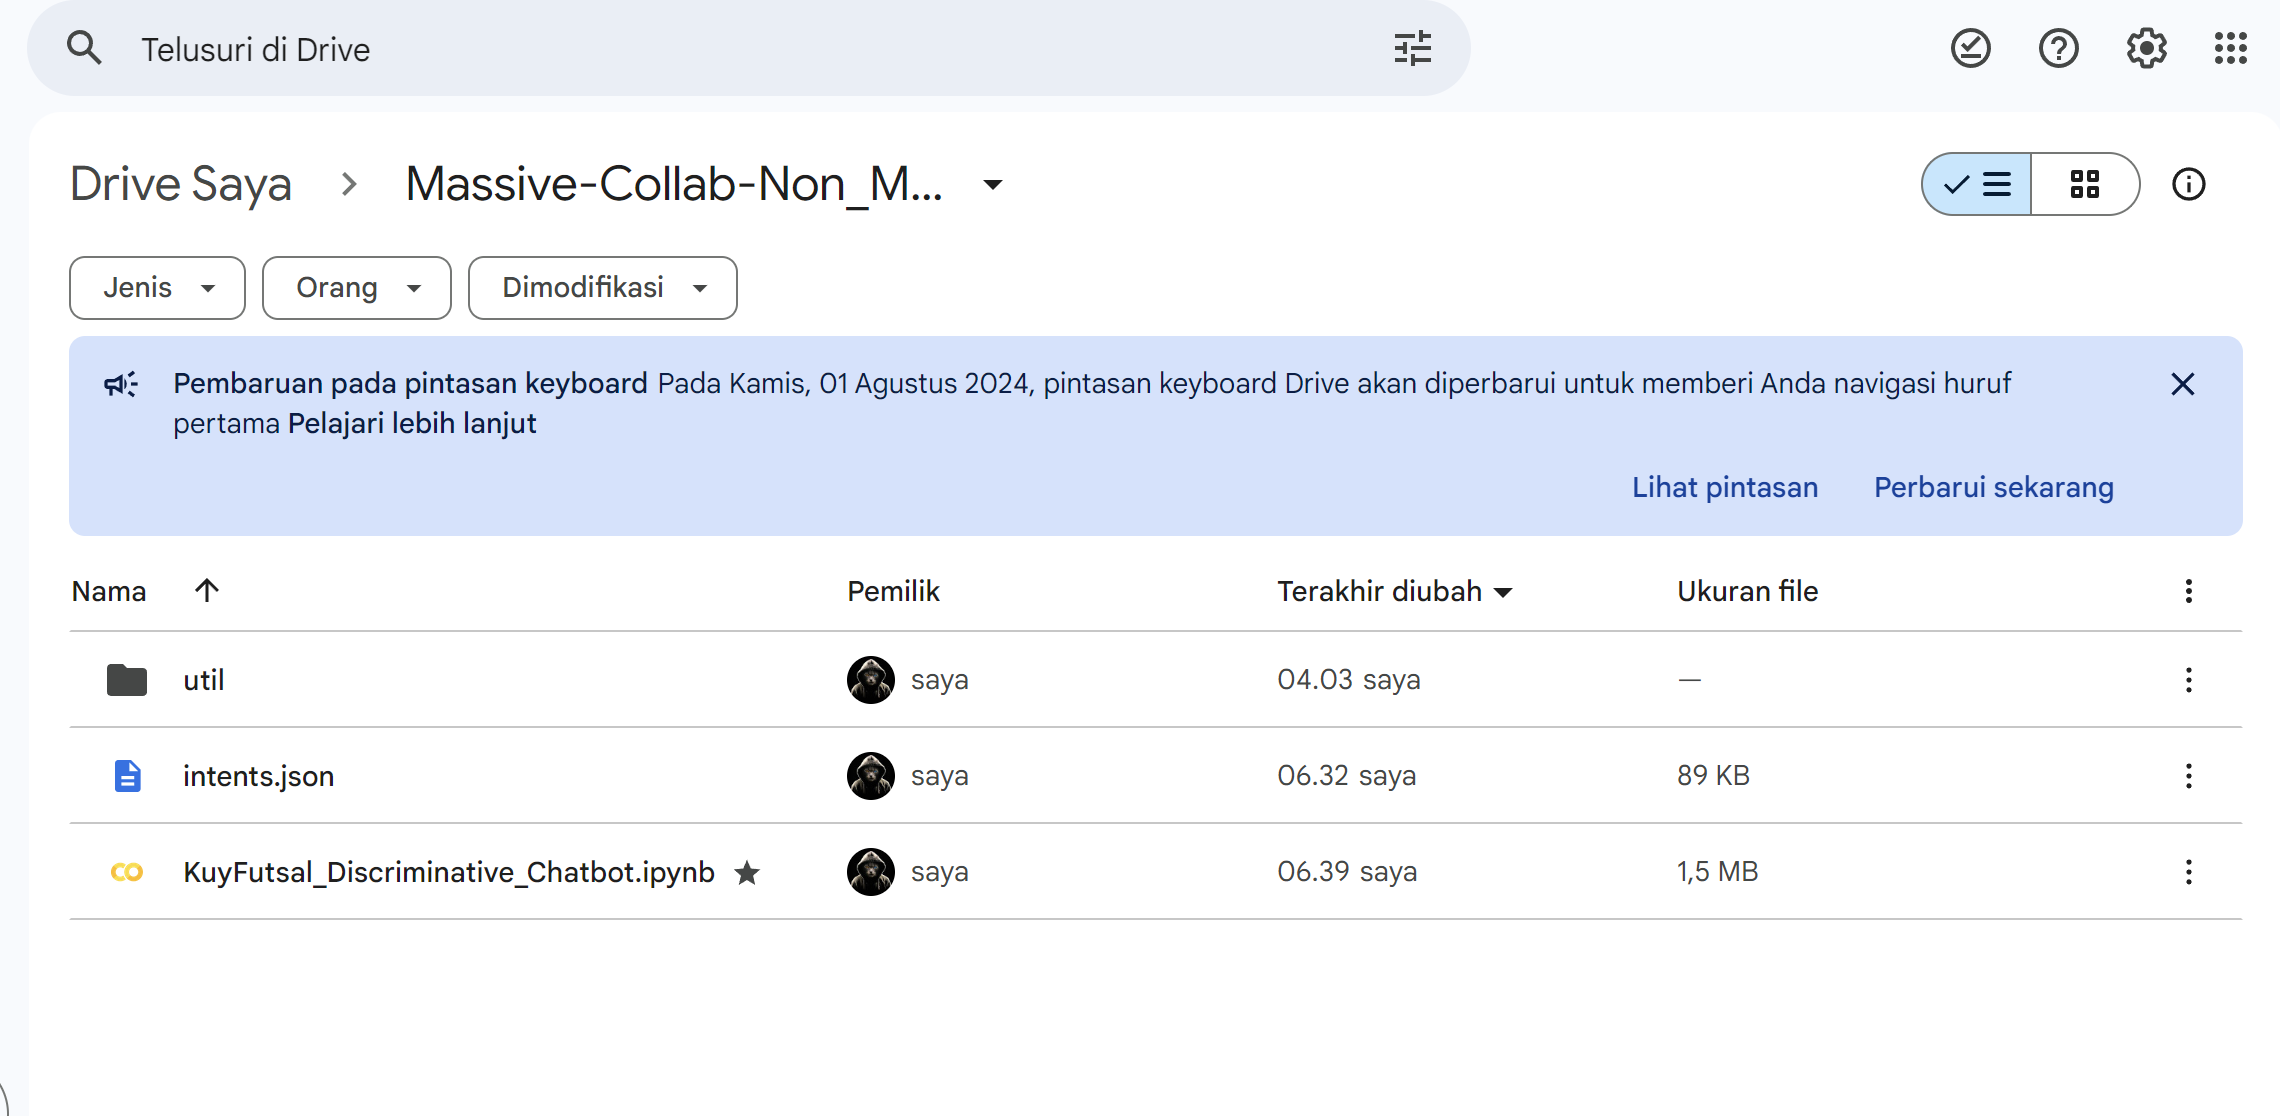 Telusuri di Drive
Drive Saya
Massive-Collab-Non_M...
Jenis
Orang
Dimodifikasi
Pembaruan pada pintasan keyboard Pada Kamis, 01 Agustus 2024, pintasan keyboard Drive akan diperbarui untuk memberi Anda navigasi huruf
pertama Pelajari lebih lanjut
Lihat pintasan Perbarui sekarang
Nama Pemilik Terakhir diubah Ukuran file
util saya 04.03 saya —
intents.json saya 06.32 saya 89 KB
CO KuyFutsal_Discriminative_Chatbot.ipynb saya 06.39 saya 1,5 MB